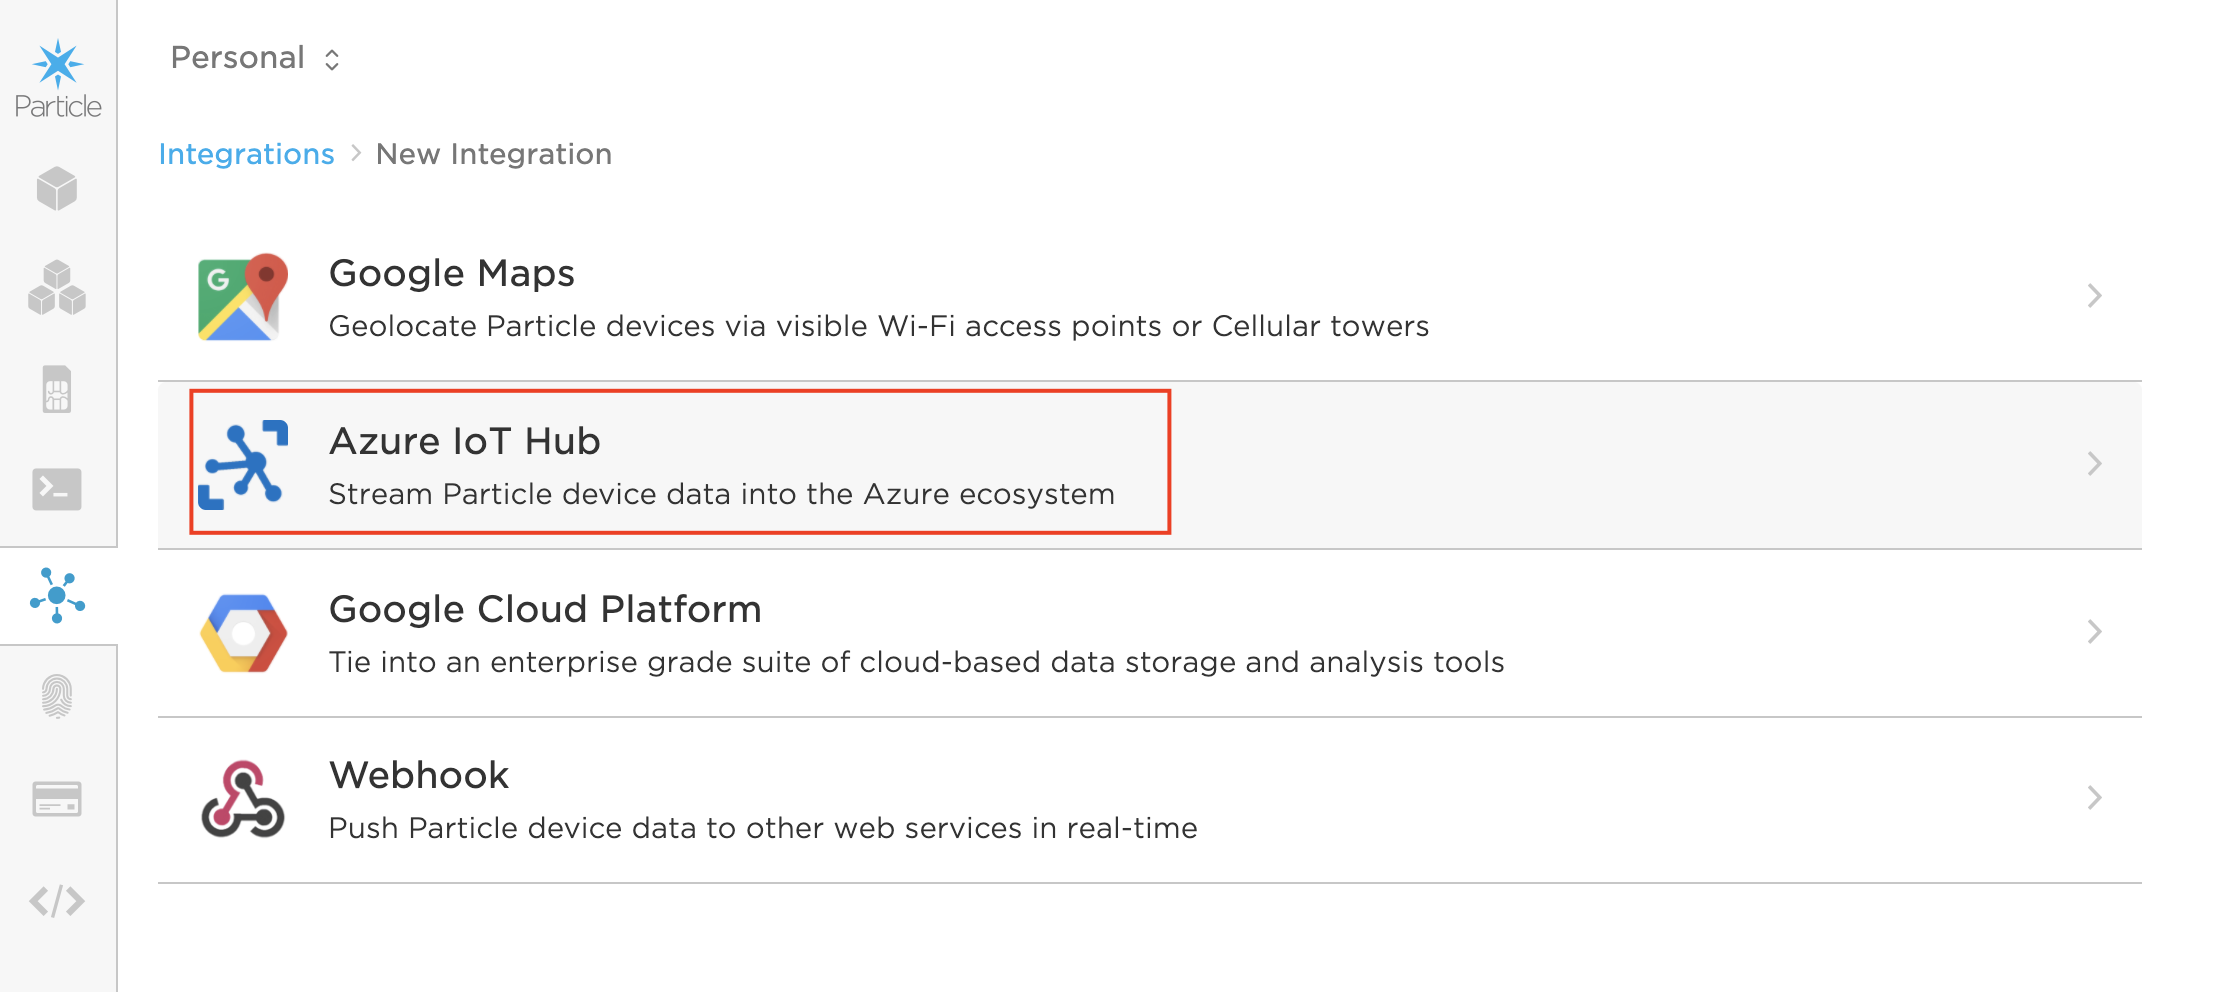 Particle
Personal
Integrations > New Integration
Google Maps
Geolocate Particle devices via visible Wi-Fi access points or Cellular towers
Azure IoT Hub
Stream Particle device data into the Azure ecosystem
Google Cloud Platform
Tie into an enterprise grade suite of cloud-based data storage and analysis tools
Webhook
Push Particle device data to other web services in real-time